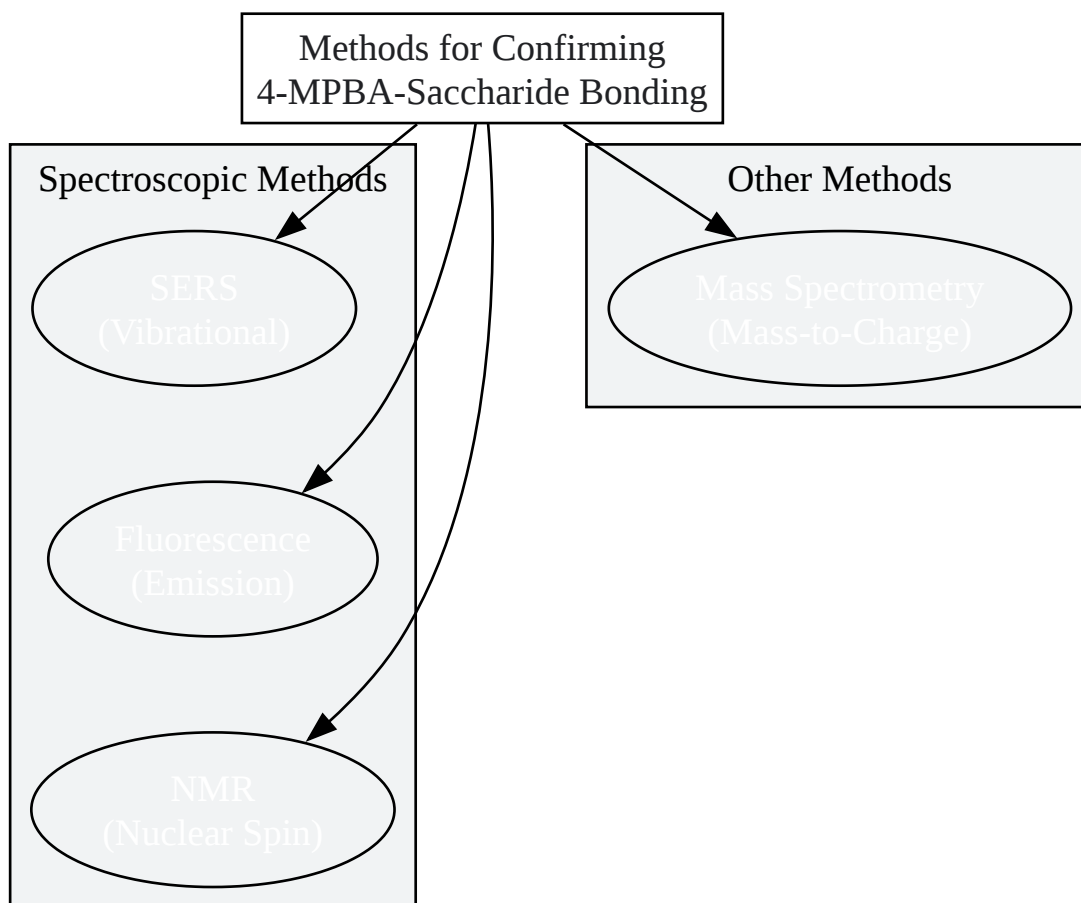 Methods for Confirming
4-MPBA-Saccharide Bonding
Spectroscopic Methods
SERS
(Vibrational)
Fluorescence
(Emission)
NMR
(Nuclear Spin)
Other Methods
Mass Spectrometry
(Mass-to-Charge)